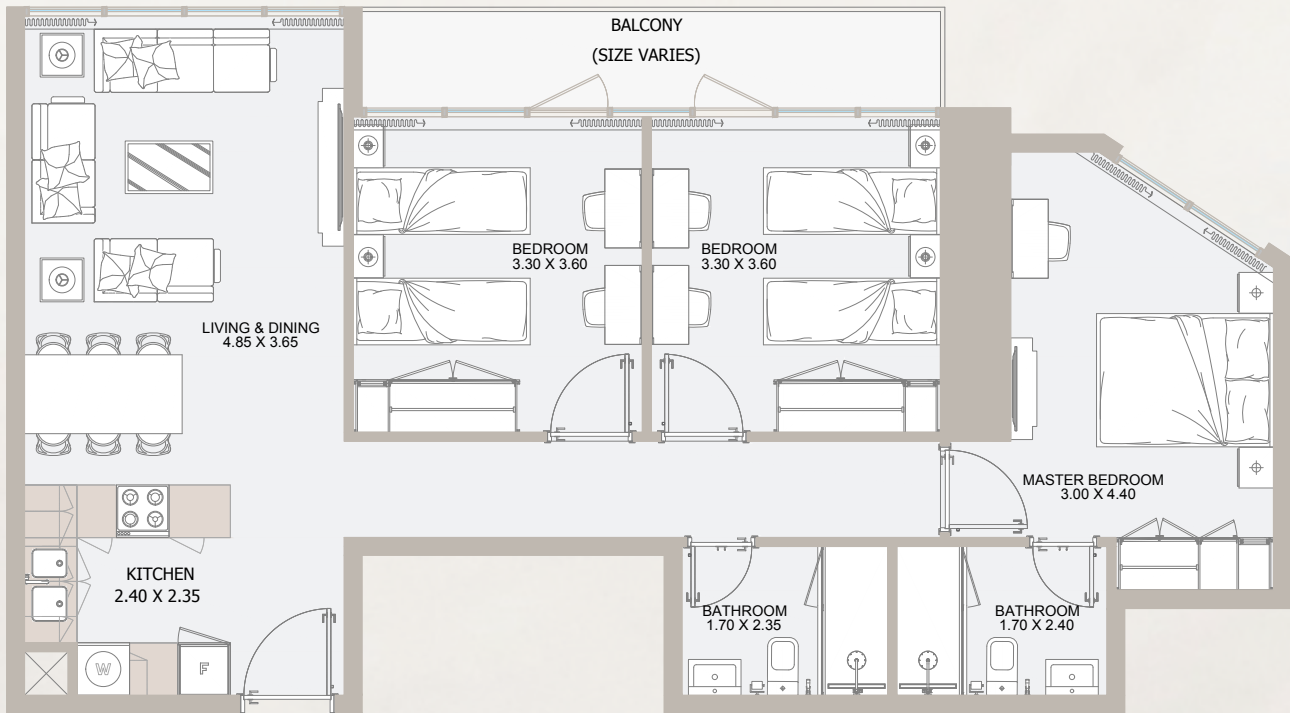 BALCONY
(SIZE VARIES)
BEDROOM
3.30 X 3.60
BEDROOM
3.30 X 3.60
LIVING & DINING
4.85 X 3.65
MASTER BEDROOM
3.00 X 4.40
KITCHEN
2.40 X 2.35
BATHROOM
1.70 X 2.35
BATHROOM
1.70 X 2.40
W
F